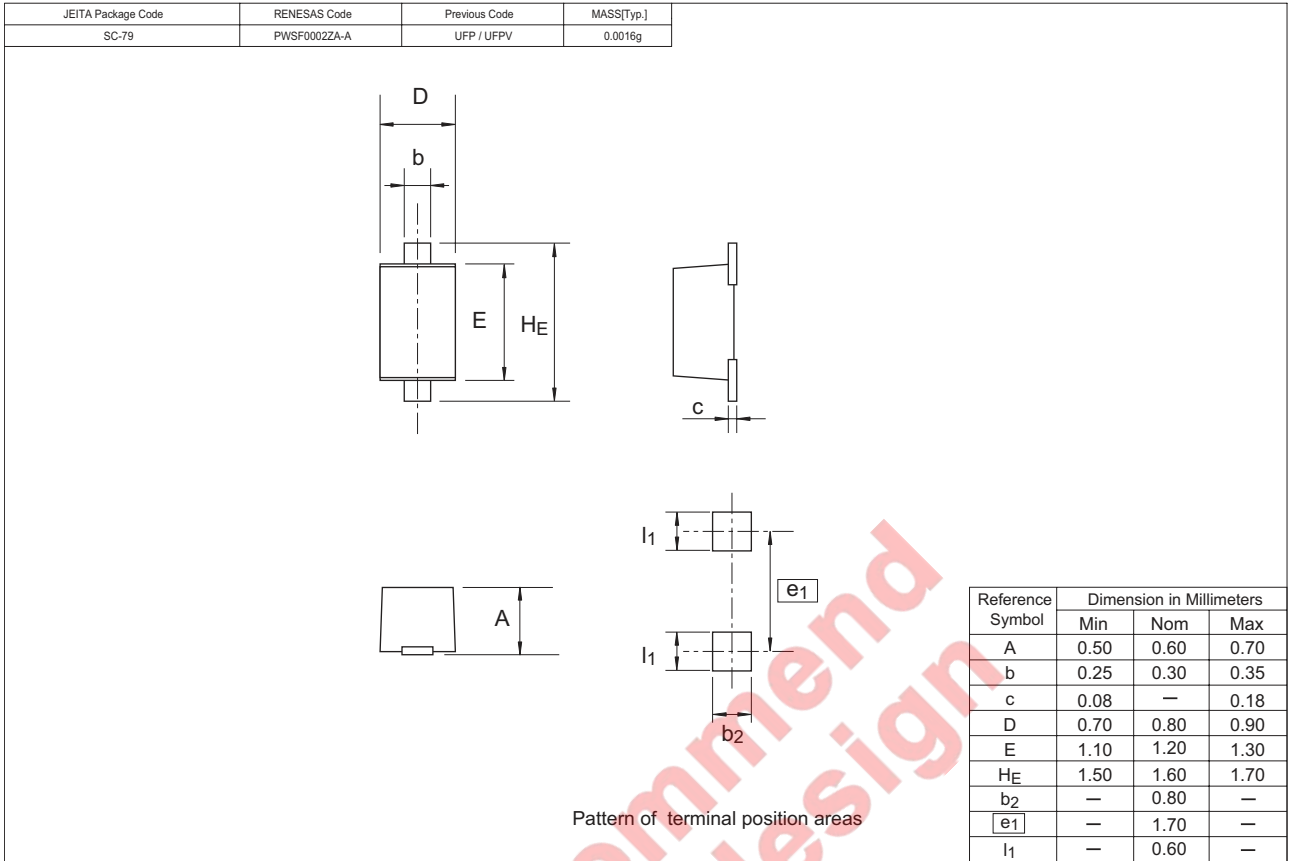 JEITA Package Code RENESAS Code Previous Code MASS[Typ.]
SC-79 PWSF0002ZA-A UFP / UFPV 0.0016g
D
b
E
HE
c
A
l1
e1
l1
b2
Pattern of terminal position areas
Reference Symbol Dimension in Millimeters
Min Nom Max
A 0.50 0.60 0.70
b 0.25 0.30 0.35
c 0.08 — 0.18
D 0.70 0.80 0.90
E 1.10 1.20 1.30
HE 1.50 1.60 1.70
b2 — 0.80 —
e1 — 1.70 —
l1 — 0.60 —